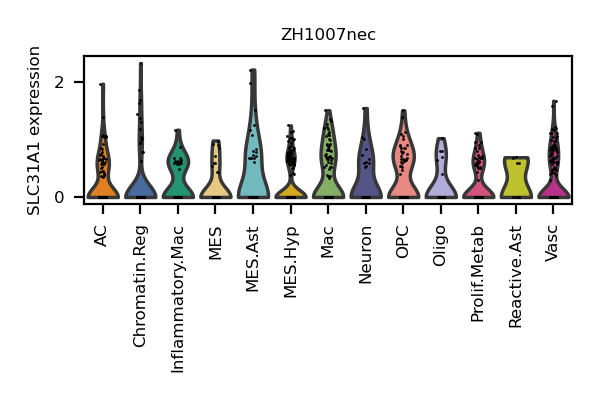 ZH1007nec
SLC31A1 expression
2
0
AC
Chromatin.Reg
Inflammatory.Mac
MES
MES.Ast
MES.Hyp
Mac
Neuron
OPC
Oligo
Prolif.Metab
Reactive.Ast
Vasc